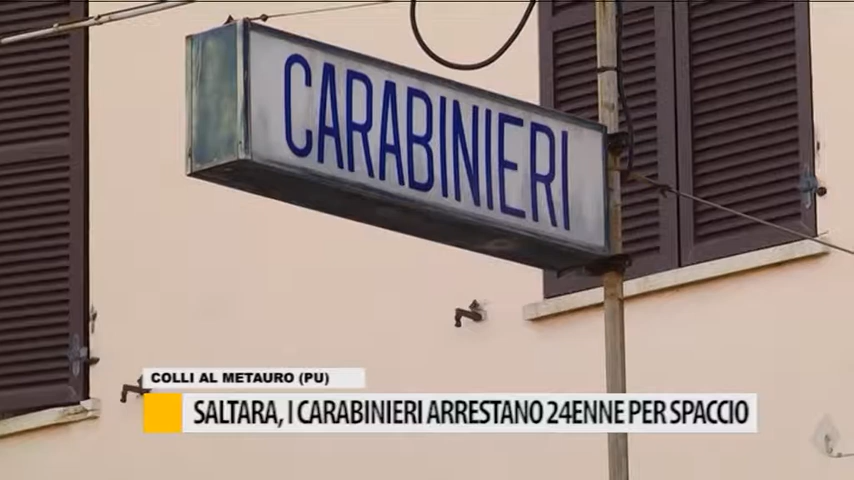 CARABINIERI
COLLI AL METAURO (PU)
SALTARA, I CARABINIERI ARRESTANO 24ENNE PER SPACCIO